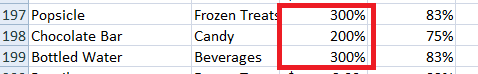 197 Popsicle Frozen Treats 300% 83%
198 Chocolate Bar Candy 200% 75%
199 Bottled Water Beverages 300% 83%